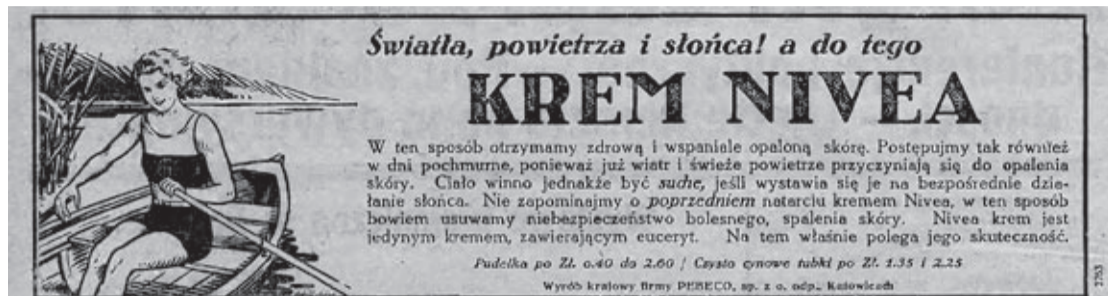 Światła, powietrza i słońca! a do tego
KREM NIVEA
W ten sposób otrzymamy zdrową i wspaniale opaloną skórę. Postępujmy tak również
w dni pochmurne, ponieważ już wiatr i świeże powietrze przyczyniają się do opalenia
skóry. Ciało winno jednakże być suche, jeśli wystawia się je na bezpośrednie dzia-
łanie słońca. Nie zapominajmy o poprzedniem natarciu kremem Nivea, w ten sposób
bowiem usuwamy niebezpieczeństwo bolesnego, spalenia skóry. Nivea krem jest
jedynym kremem, zawierającym euceryt. Na tem właśnie polega jego skuteczność.
Pudełka po Zł. 0.40 do 2.60 / Czysto cynowe tubki po Zł. 1.35 i 2.25
Wyrób krajowy firmy PEBECO, sp. z o. odp., Katowicach
2753